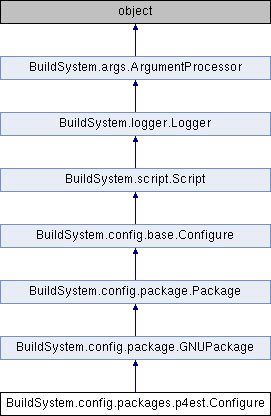 object
BuildSystem.args.ArgumentProcessor
BuildSystem.logger.Logger
BuildSystem.script.Script
BuildSystem.config.base.Configure
BuildSystem.config.package.Package
BuildSystem.config.package.GNUPackage
BuildSystem.config.packages.p4est.Configure